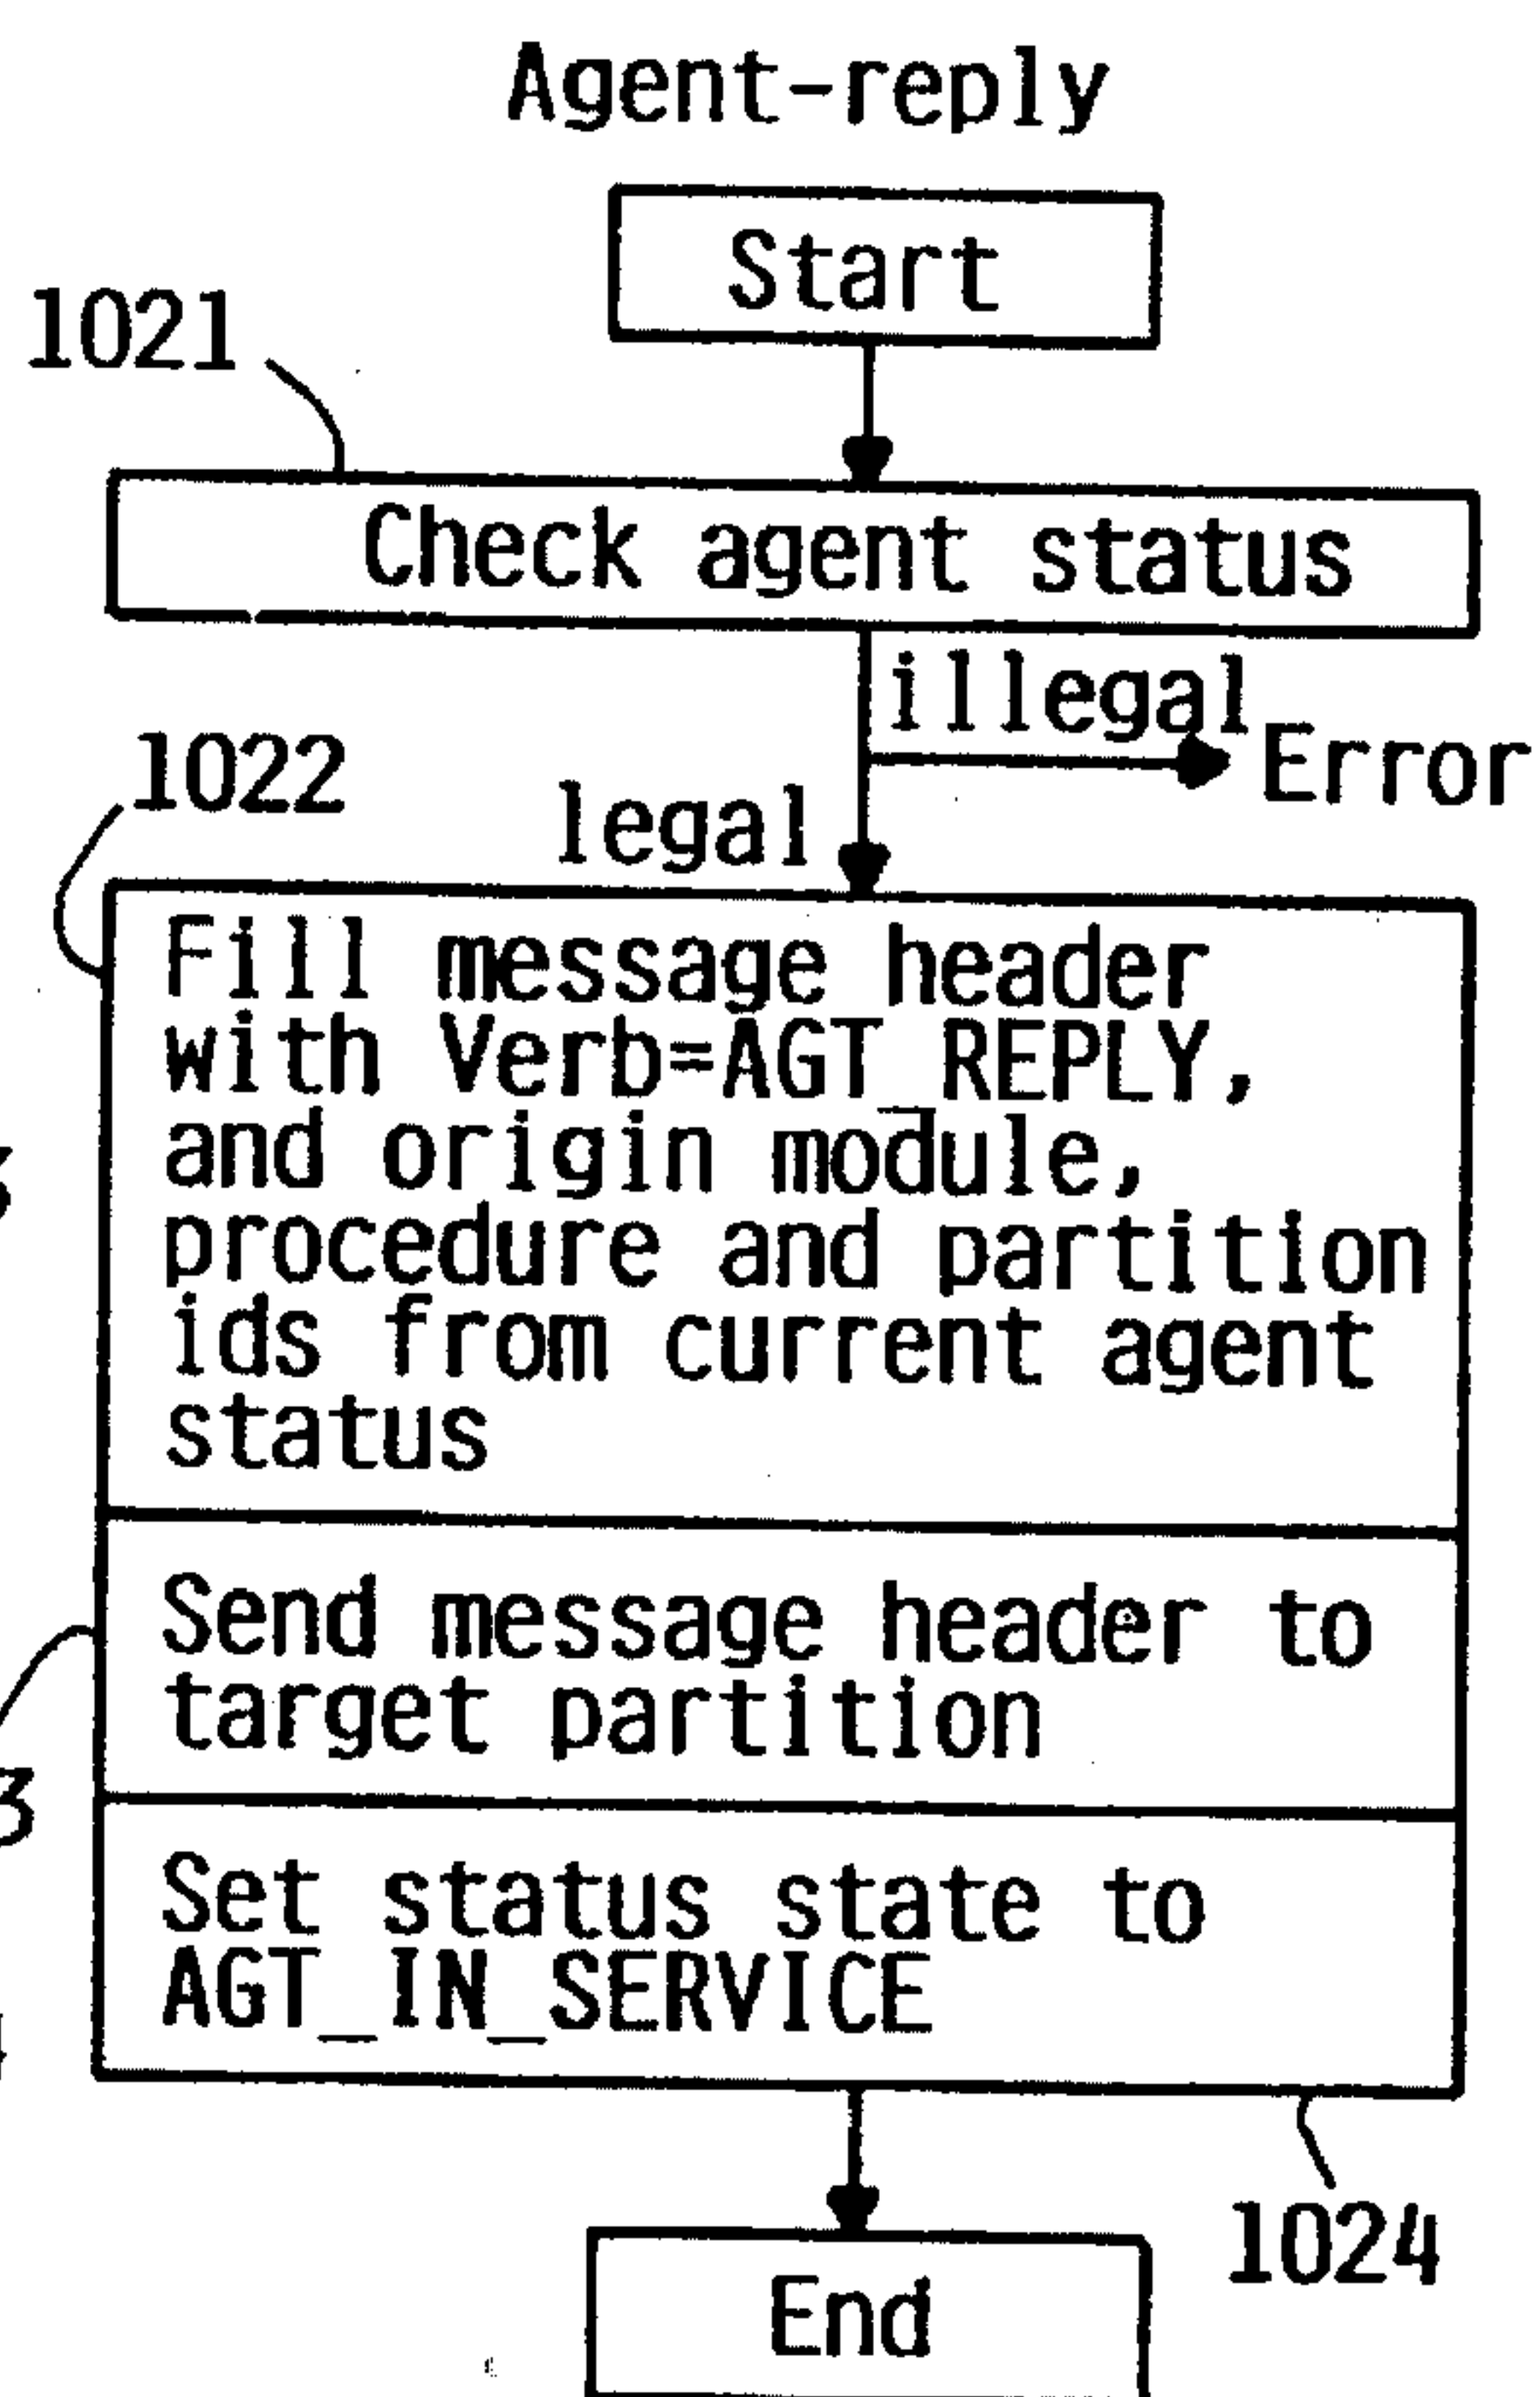 Agent-reply
Start
1021
Check agent status
illegal
Error
1022
legal
Fill message header
with Verb=AGT_REPLY,
and origin module,
procedure and partition
ids from current agent
status
Send message header to
target partition
3
Set status state to
AGT_IN_SERVICE
1024
End